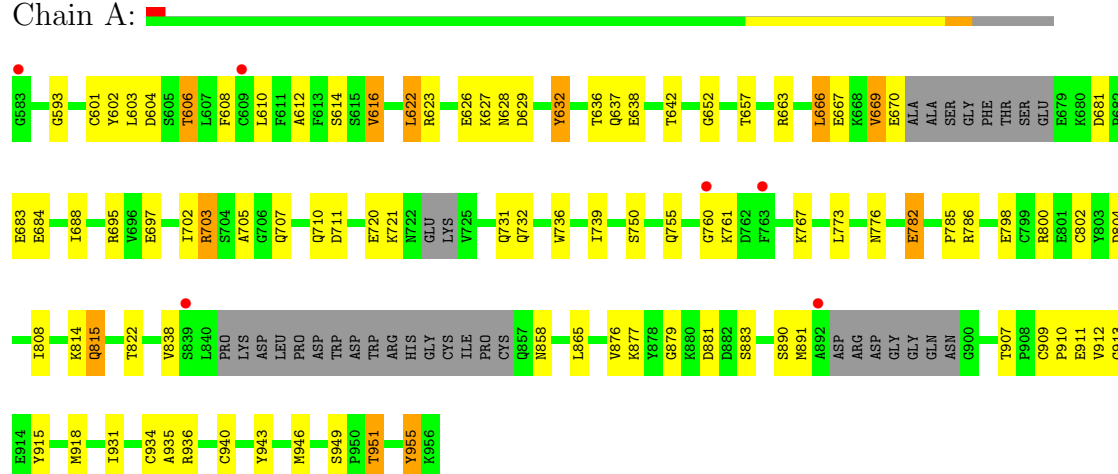 Chain A:
G583 G593 C601 Y602 L603 D604 S605 T606 L607 F608 C609 L610 F611 A612 F613 S614 S615 V616 L622 R623 E626 K627 N628 D629 Y632 T636 Q637 E638 T642 G652 T657 R663 L666 E667 K668 V669 E670 ALA ALA SER GLY PHE THR SER GLU E679 K680 D681
E683 E684 I688 R695 V696 E697 I702 R703 S704 A705 G706 Q707 Q710 D711 E720 K721 N722 GLU LYS V725 Q731 Q732 W736 I739 S750 Q755 G760 K761 D762 F763 K767 L773 N776 E782 P785 R786 E798 C799 R800 E801 C802 Y803
I808 K814 Q815 T822 V838 S839 L840 PRO LYS ASP LEU PRO ASP TRP ASP TRP ARG HIS GLY CYS ILE PRO CYS Q857 N858 L865 V876 K877 Y878 G879 K880 D881 D882 S883 S890 M891 A892 ASP ARG ASP GLY GLY GLN ASN G900 T907 P908 C909 P910 E911 V912
E914 Y915 M918 I931 C934 A935 R936 C940 Y943 M946 S949 P950 T951 Y955 K956